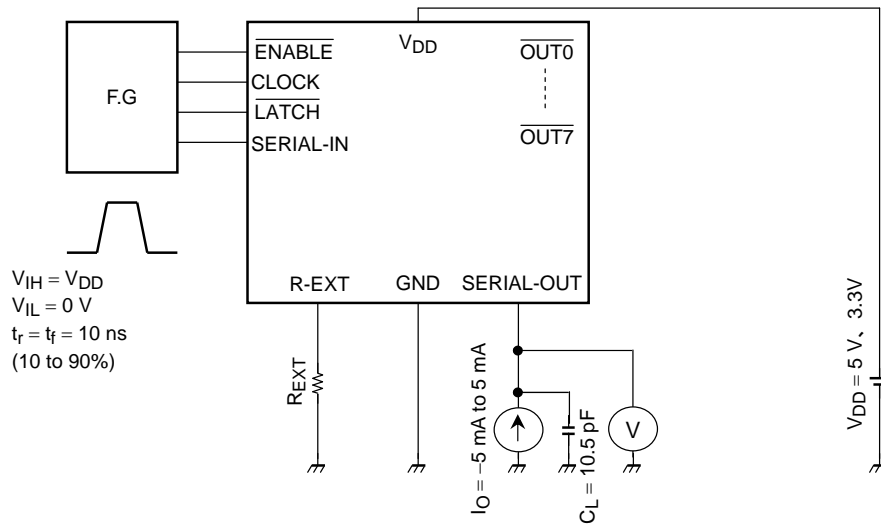 F.G
ENABLE
CLOCK
LATCH
SERIAL-IN
VDD
OUT0
OUT7
R-EXT
GND
SERIAL-OUT
VIH = VDD
VIL = 0 V
tr = tf = 10 ns
(10 to 90%)
REXT
IO = −5 mA to 5 mA
CL = 10.5 pF
V
VDD = 5 V、3.3V